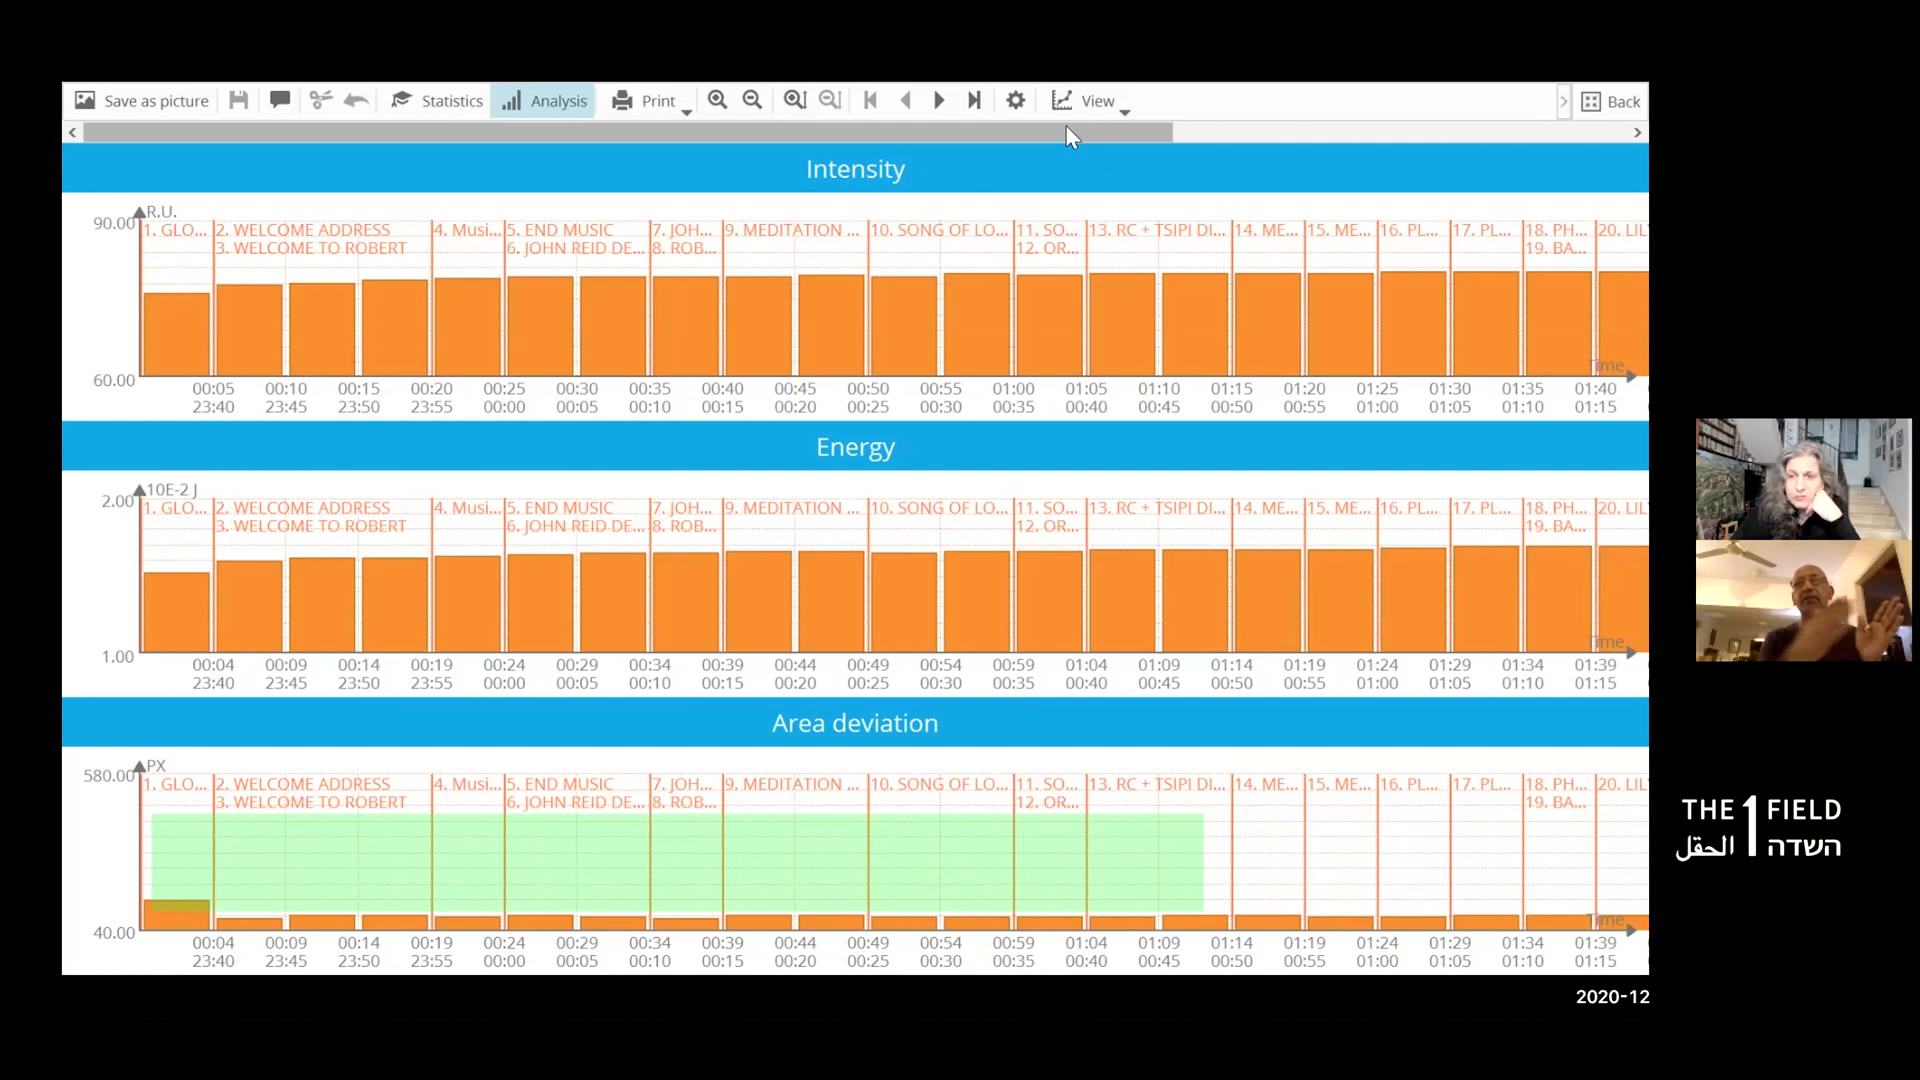 Save as picture Statistics Analysis Print View Back
Intensity
R.U.
90.00
1. GLO... 2. WELCOME ADDRESS 4. Musi... 5. END MUSIC 7. JOH... 9. MEDITATION ... 10. SONG OF LO... 11. SO... 13. RC + TSIPI DI... 14. ME... 15. ME... 16. PL... 17. PL... 18. PH... 20. LIL
3. WELCOME TO ROBERT 6. JOHN REID DE... 8. ROB... 12. OR... 19. BA...
Time
60.00
00:05 00:10 00:15 00:20 00:25 00:30 00:35 00:40 00:45 00:50 00:55 01:00 01:05 01:10 01:15 01:20 01:25 01:30 01:35 01:40
23:40 23:45 23:50 23:55 00:00 00:05 00:10 00:15 00:20 00:25 00:30 00:35 00:40 00:45 00:50 00:55 01:00 01:05 01:10 01:15
Energy
10E-2 J
2.00
1. GLO... 2. WELCOME ADDRESS 4. Musi... 5. END MUSIC 7. JOH... 9. MEDITATION ... 10. SONG OF LO... 11. SO... 13. RC + TSIPI DI... 14. ME... 15. ME... 16. PL... 17. PL... 18. PH... 20. LIL
3. WELCOME TO ROBERT 6. JOHN REID DE... 8. ROB... 12. OR... 19. BA...
Time
1.00
00:04 00:09 00:14 00:19 00:24 00:29 00:34 00:39 00:44 00:49 00:54 00:59 01:04 01:09 01:14 01:19 01:24 01:29 01:34 01:39
23:40 23:45 23:50 23:55 00:00 00:05 00:10 00:15 00:20 00:25 00:30 00:35 00:40 00:45 00:50 00:55 01:00 01:05 01:10 01:15
Area deviation
PX
580.00
1. GLO... 2. WELCOME ADDRESS 4. Musi... 5. END MUSIC 7. JOH... 9. MEDITATION ... 10. SONG OF LO... 11. SO... 13. RC + TSIPI DI... 14. ME... 15. ME... 16. PL... 17. PL... 18. PH... 20. LIL
3. WELCOME TO ROBERT 6. JOHN REID DE... 8. ROB... 12. OR... 19. BA...
Time
40.00
00:04 00:09 00:14 00:19 00:24 00:29 00:34 00:39 00:44 00:49 00:54 00:59 01:04 01:09 01:14 01:19 01:24 01:29 01:34 01:39
23:40 23:45 23:50 23:55 00:00 00:05 00:10 00:15 00:20 00:25 00:30 00:35 00:40 00:45 00:50 00:55 01:00 01:05 01:10 01:15
2020-12
THE 1 FIELD
الحقل השדה